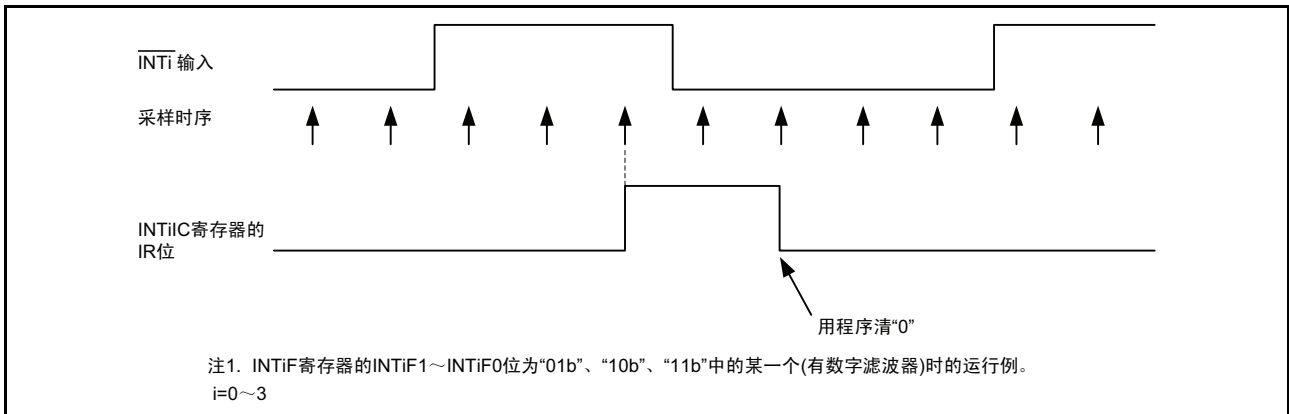 INTi 输入
采样时序
INTiIC寄存器的
IR位
用程序清“0”
注1. INTiF寄存器的INTiF1～INTiF0位为“01b”、“10b”、“11b”中的某一个(有数字滤波器)时的运行例。
i=0～3